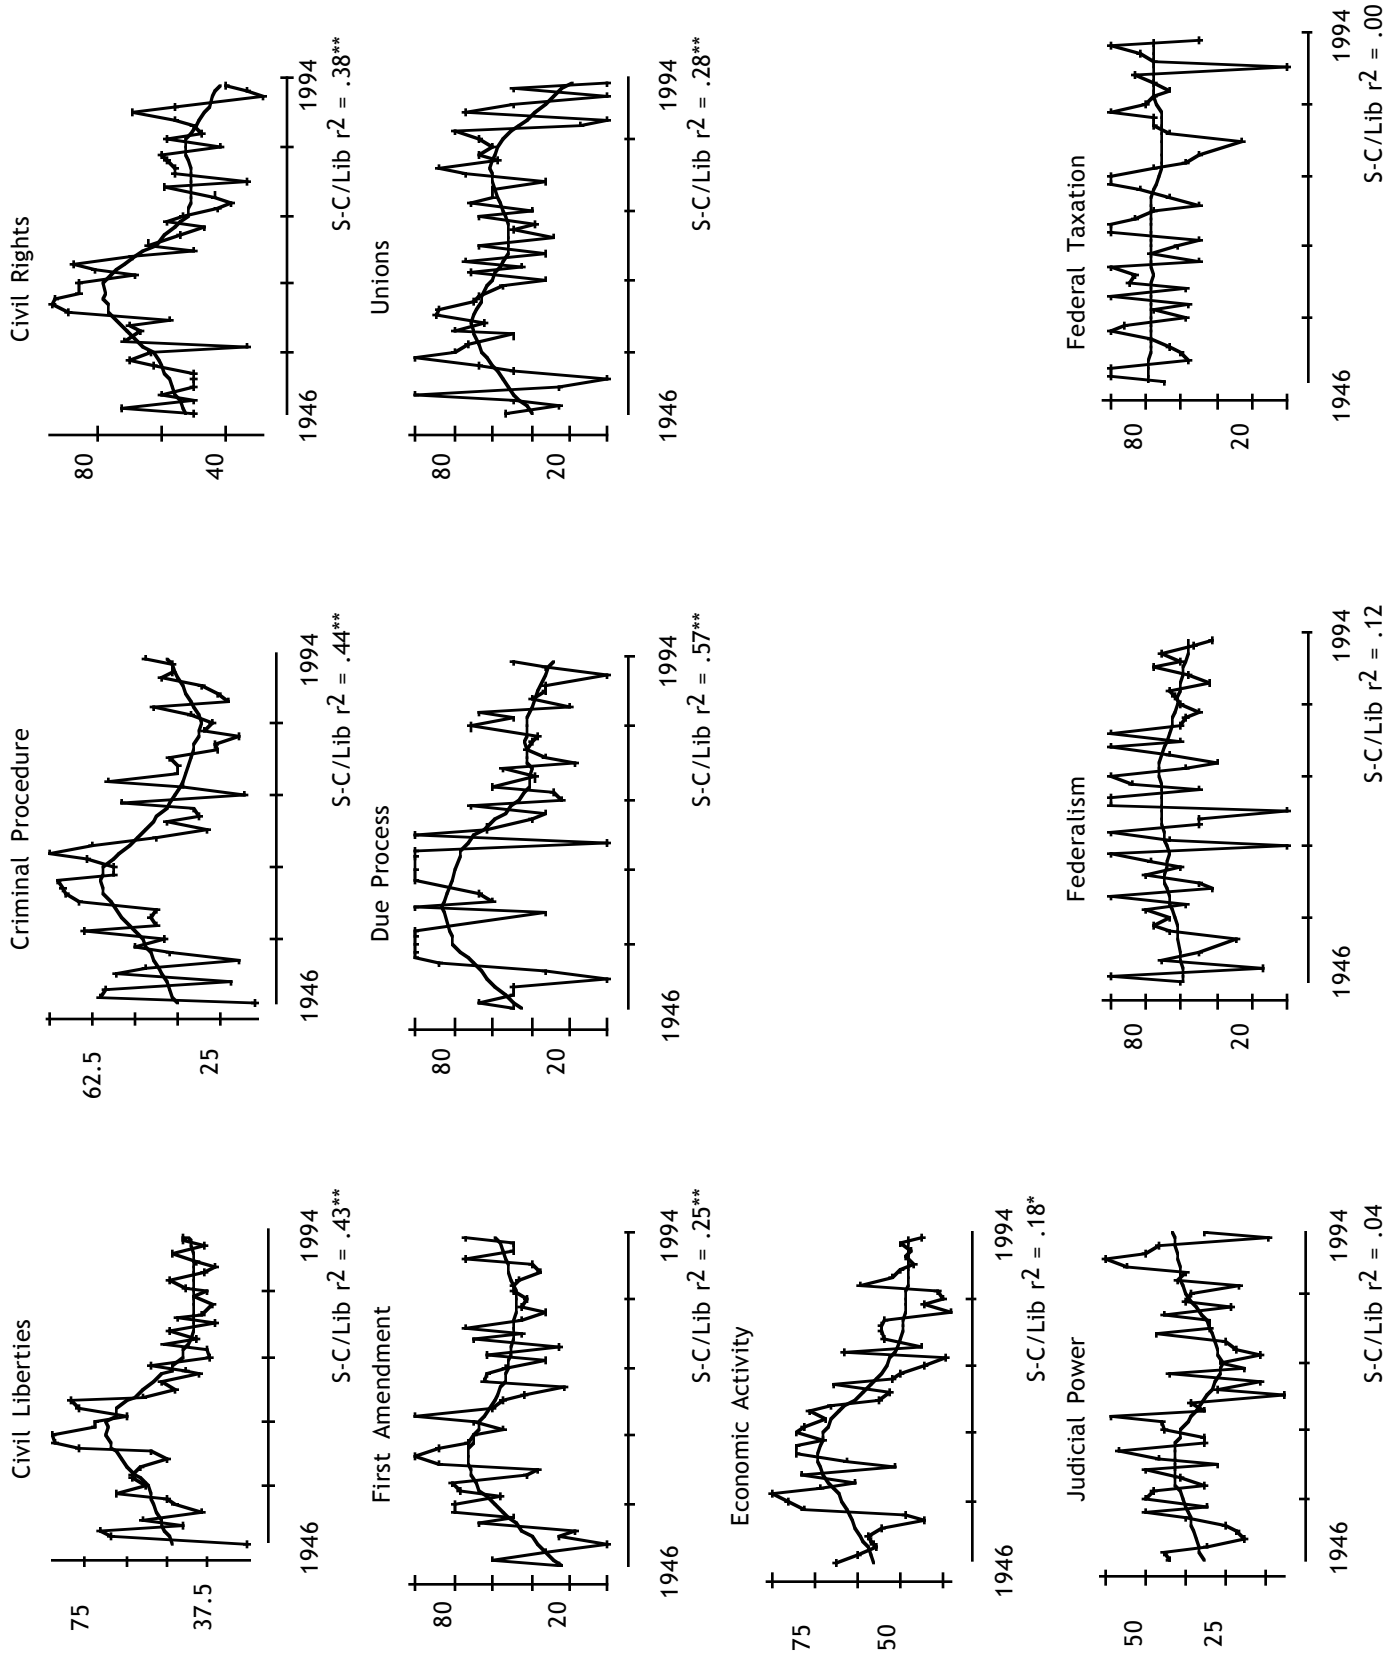 Civil Liberties
75
37.5
1946
1994
S-C/Lib r2 = .43**
Criminal Procedure
62.5
25
1946
1994
S-C/Lib r2 = .44**
Civil Rights
80
40
1946
1994
S-C/Lib r2 = .38**
First Amendment
80
20
1946
1994
S-C/Lib r2 = .25**
Due Process
80
20
1946
1994
S-C/Lib r2 = .57**
Unions
80
20
1946
1994
S-C/Lib r2 = .28**
Economic Activity
75
50
1946
1994
S-C/Lib r2 = .18*
Judicial Power
50
25
1946
1994
S-C/Lib r2 = .04
Federalism
80
20
1946
1994
S-C/Lib r2 = .12
Federal Taxation
80
20
1946
1994
S-C/Lib r2 = .00